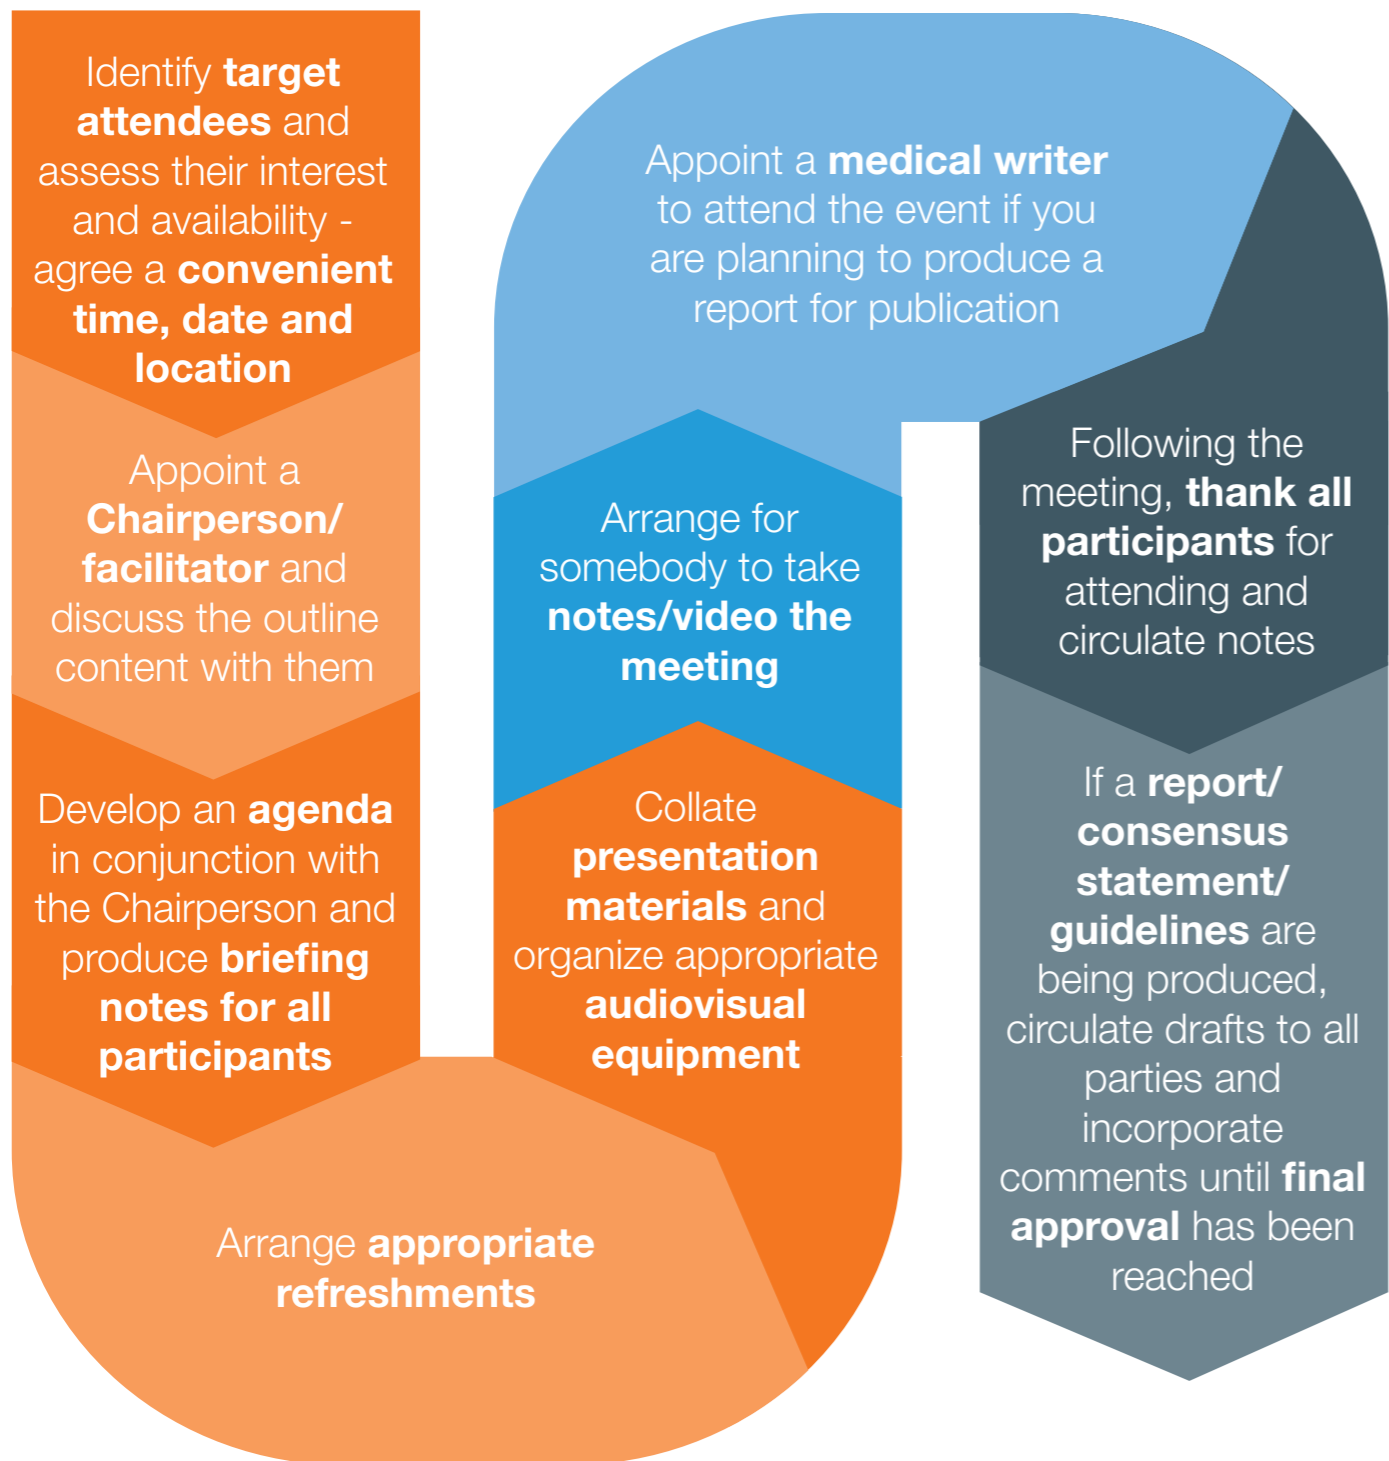 Identify target
attendees and
assess their interest
and availability -
agree a convenient
time, date and
location
Appoint a
Chairperson/
facilitator and
discuss the outline
content with them
Develop an agenda
in conjunction with
the Chairperson and
produce briefing
notes for all
participants
Arrange appropriate
refreshments
Collate
presentation
materials and
organize appropriate
audiovisual
equipment
Arrange for
somebody to take
notes/video the
meeting
Appoint a medical writer
to attend the event if you
are planning to produce a
report for publication
Following the
meeting, thank all
participants for
attending and
circulate notes
If a report/
consensus
statement/
guidelines are
being produced,
circulate drafts to all
parties and
incorporate
comments until final
approval has been
reached